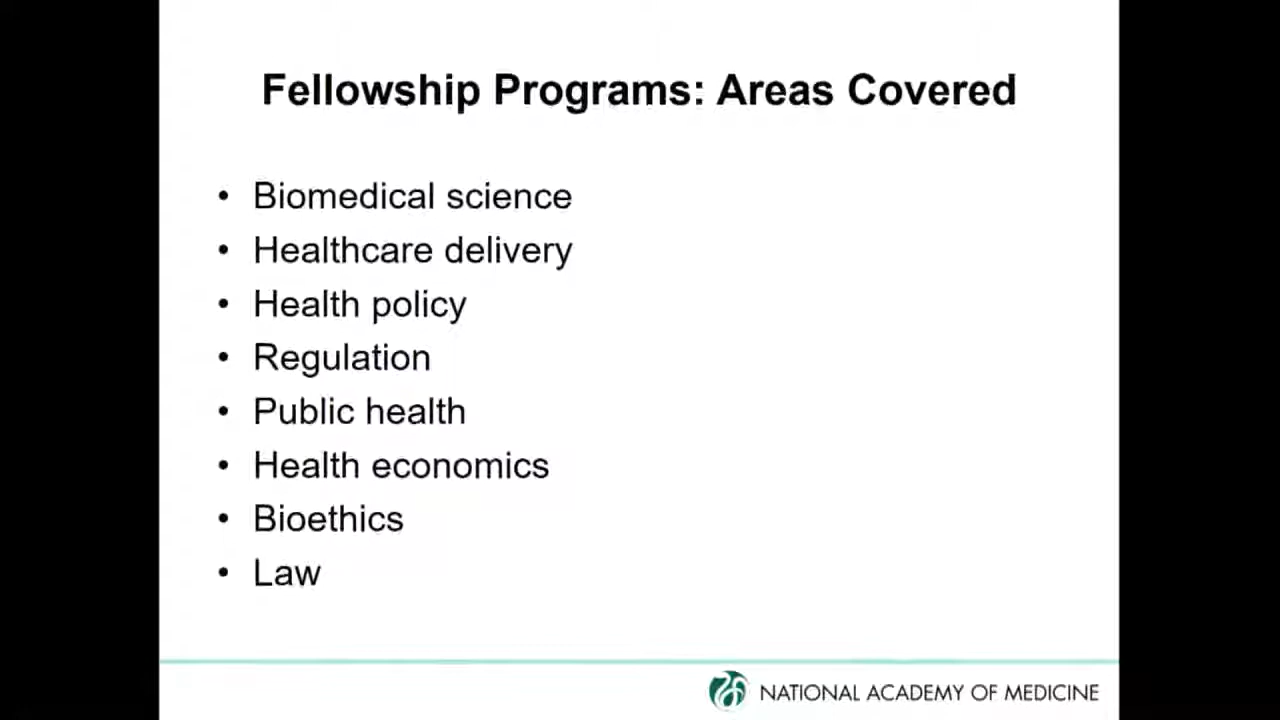 Fellowship Programs: Areas Covered
• Biomedical science
• Healthcare delivery
• Health policy
• Regulation
• Public health
• Health economics
• Bioethics
• Law
NATIONAL ACADEMY OF MEDICINE